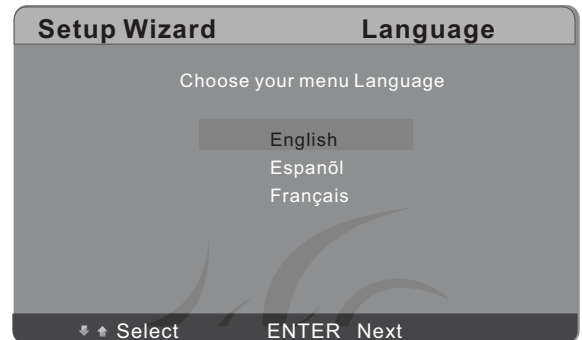 Setup Wizard Language
Choose your menu Language
English
Espanõl
Français
Select ENTER Next